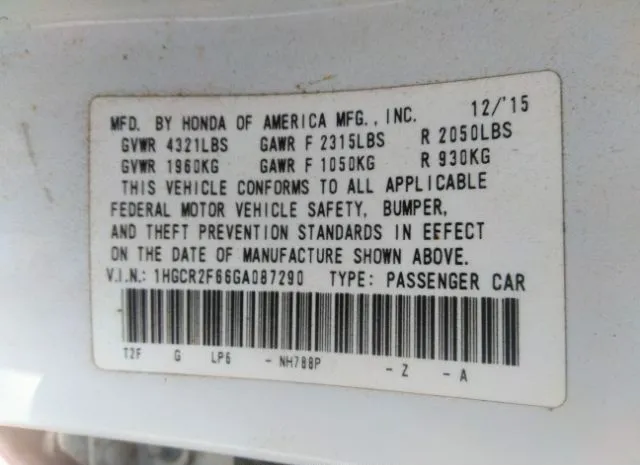 MFD. BY HONDA OF AMERICA MFG., INC. 12/'15
GVWR 4321LBS GAWR F 2315LBS R 2050LBS
GVWR 1960KG GAWR F 1050KG R 930KG
THIS VEHICLE CONFORMS TO ALL APPLICABLE
FEDERAL MOTOR VEHICLE SAFETY, BUMPER,
AND THEFT PREVENTION STANDARDS IN EFFECT
ON THE DATE OF MANUFACTURE SHOWN ABOVE.
V.I.N.: 1HGCR2F66GA087290 TYPE: PASSENGER CAR
T2F G LP6 - NH788P - Z - A